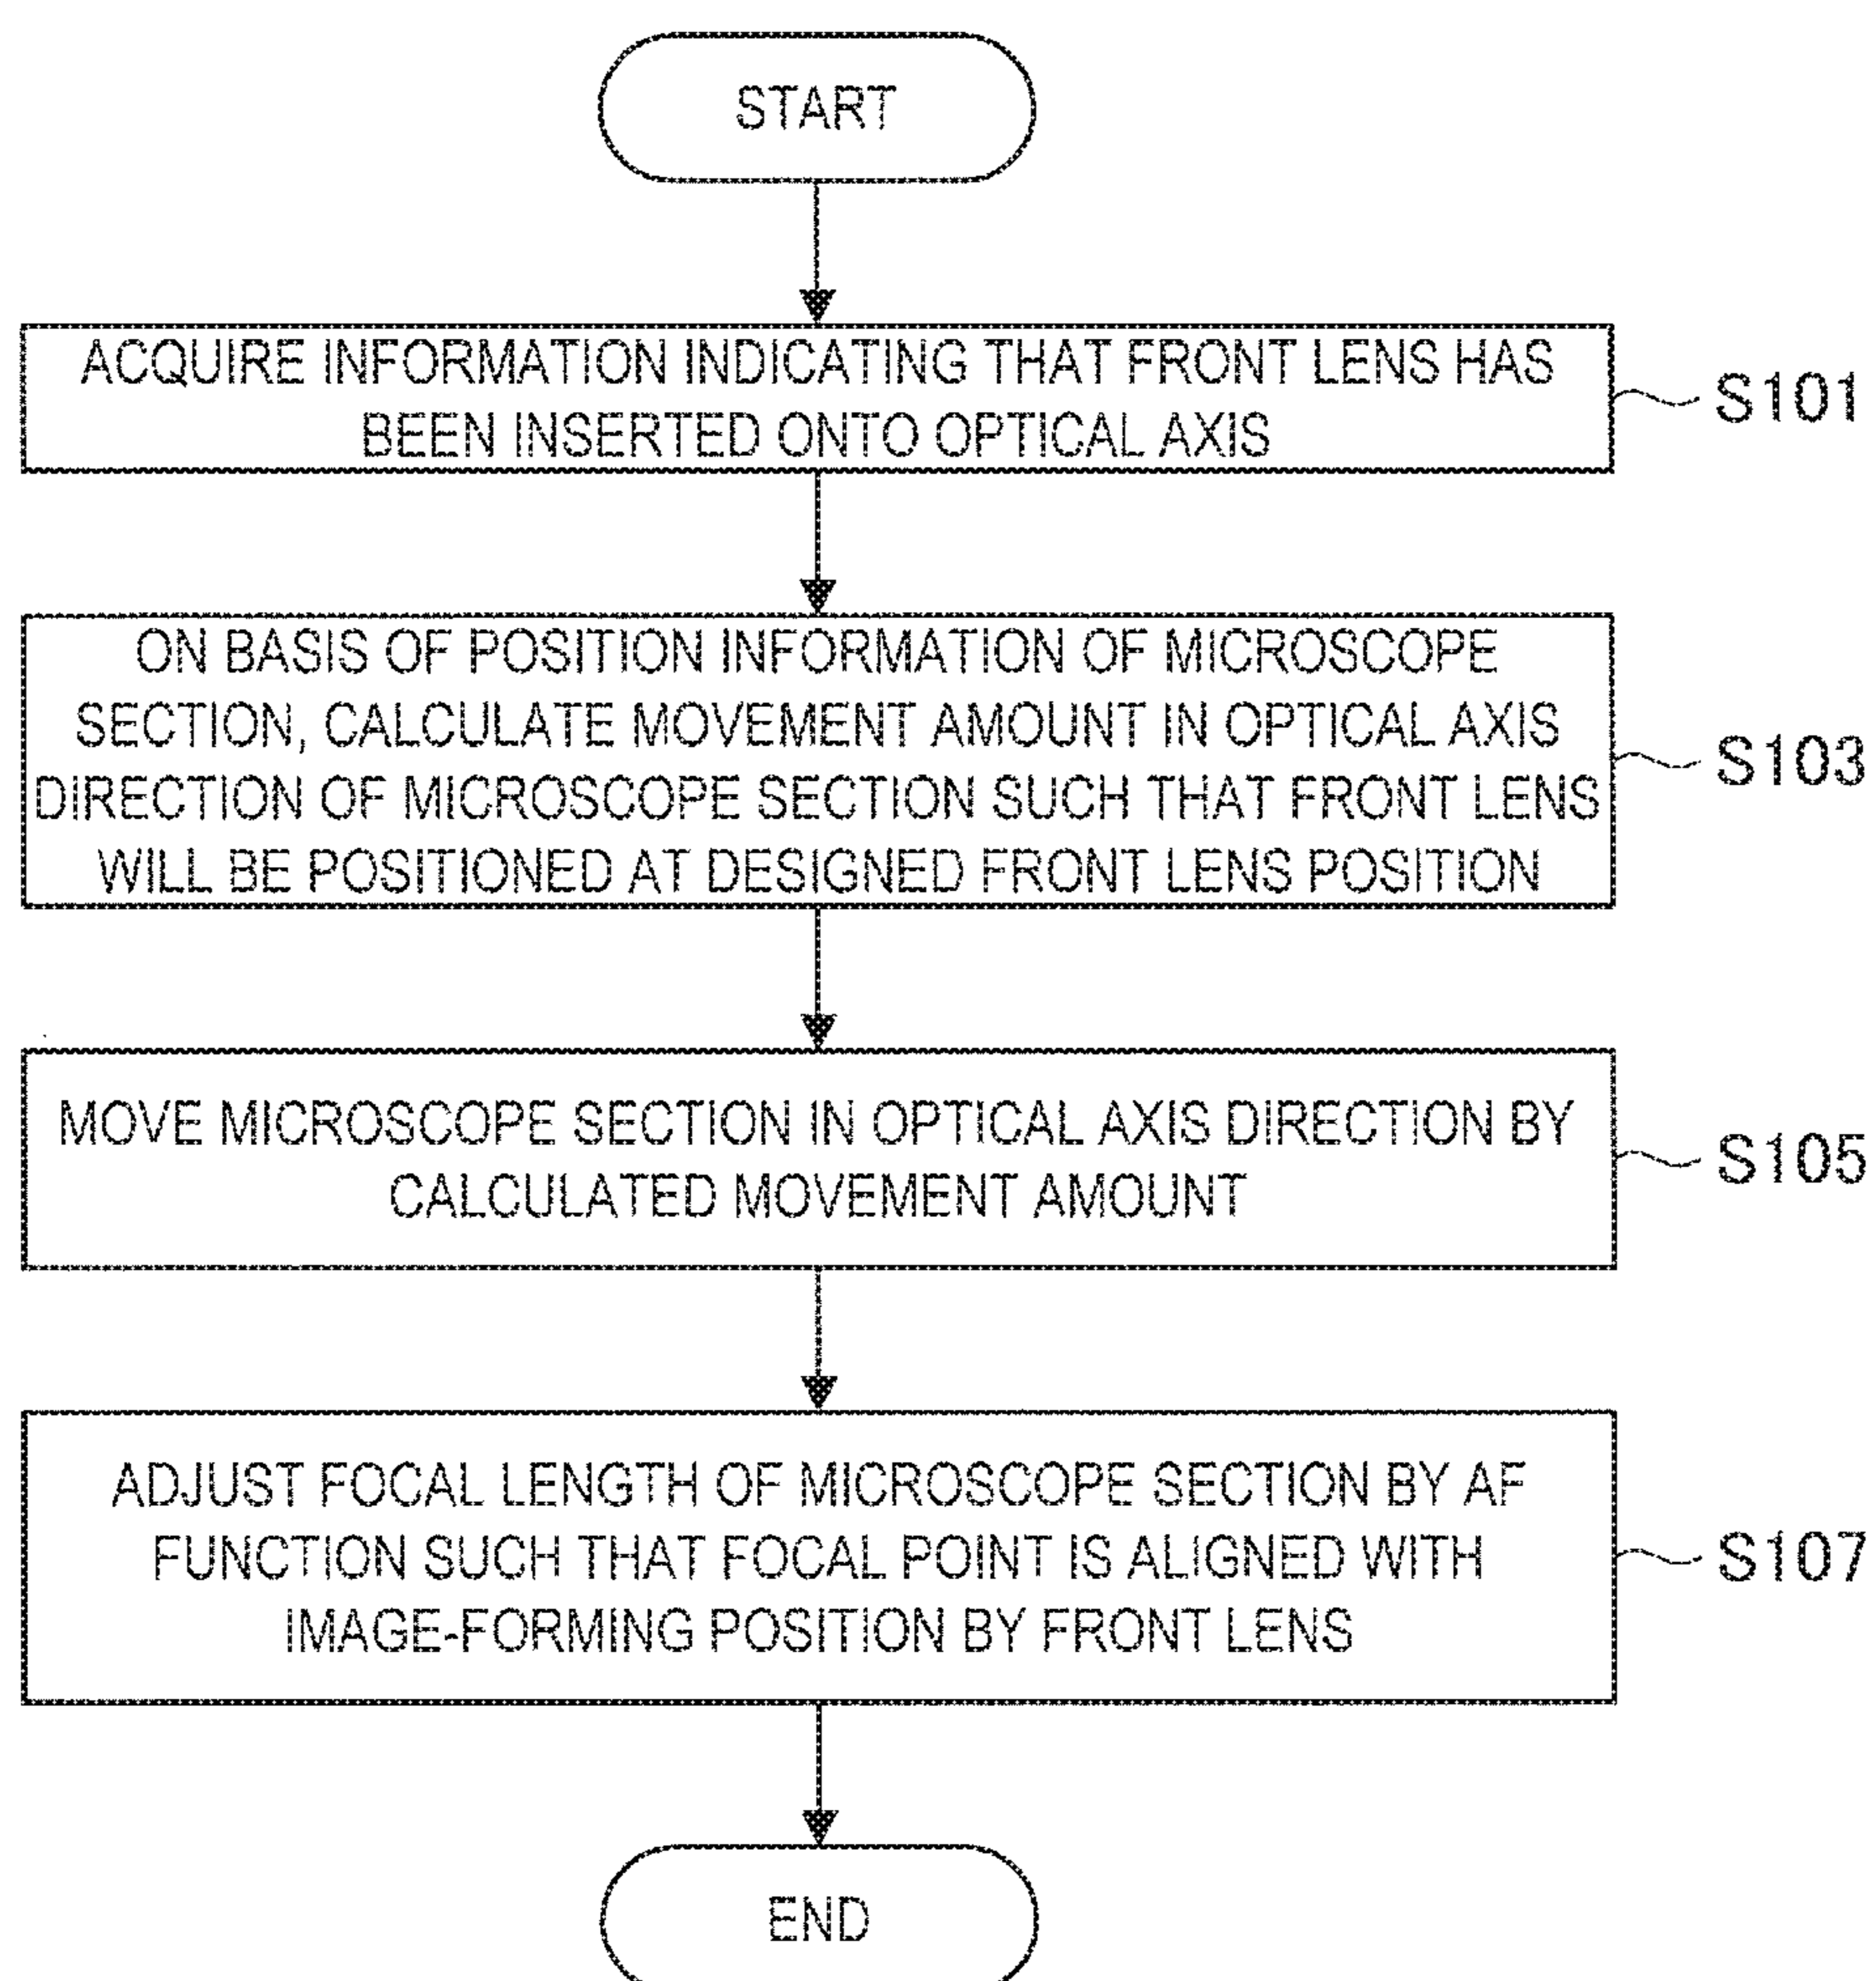 START
ACQUIRE INFORMATION INDICATING THAT FRONT LENS HAS
BEEN INSERTED ONTO OPTICAL AXIS
S101
ON BASIS OF POSITION INFORMATION OF MICROSCOPE
SECTION, CALCULATE MOVEMENT AMOUNT IN OPTICAL AXIS
DIRECTION OF MICROSCOPE SECTION SUCH THAT FRONT LENS
WILL BE POSITIONED AT DESIGNED FRONT LENS POSITION
S103
MOVE MICROSCOPE SECTION IN OPTICAL AXIS DIRECTION BY
CALCULATED MOVEMENT AMOUNT
S105
ADJUST FOCAL LENGTH OF MICROSCOPE SECTION BY AF
FUNCTION SUCH THAT FOCAL POINT IS ALIGNED WITH
IMAGE-FORMING POSITION BY FRONT LENS
S107
END